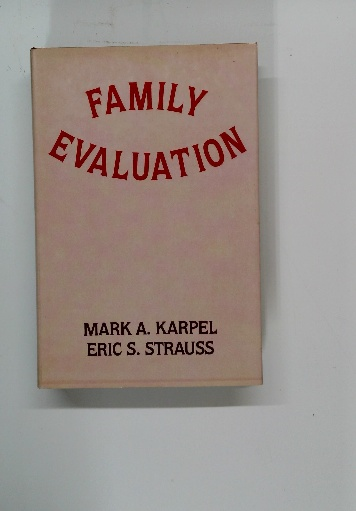 FAMILY
EVALUATION
MARK A. KARPEL
ERIC S. STRAUSS